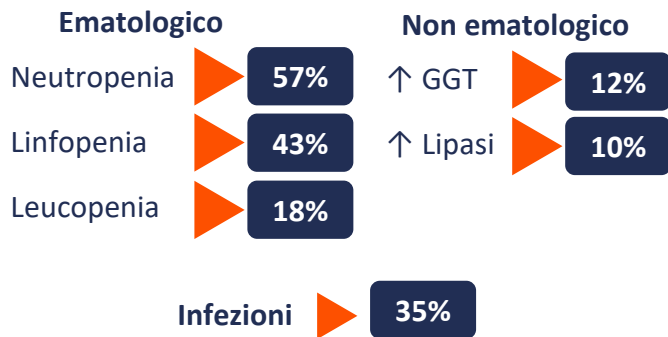 Ematologico
Neutropenia 57%
Linfopenia 43%
Leucopenia 18%
Non ematologico
↑ GGT 12%
↑ Lipasi 10%
Infezioni 35%